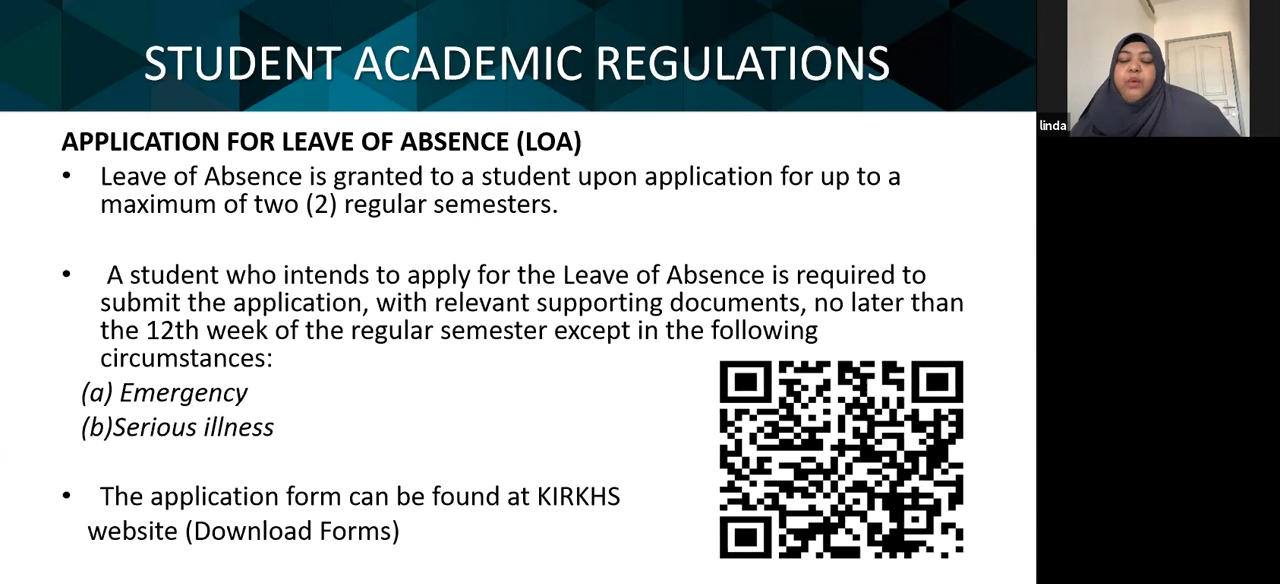 STUDENT ACADEMIC REGULATIONS
linda
APPLICATION FOR LEAVE OF ABSENCE (LOA)
• Leave of Absence is granted to a student upon application for up to a
maximum of two (2) regular semesters.
• A student who intends to apply for the Leave of Absence is required to
submit the application, with relevant supporting documents, no later than
the 12th week of the regular semester except in the following
circumstances:
(a) Emergency
(b)Serious illness
• The application form can be found at KIRKHS
website (Download Forms)